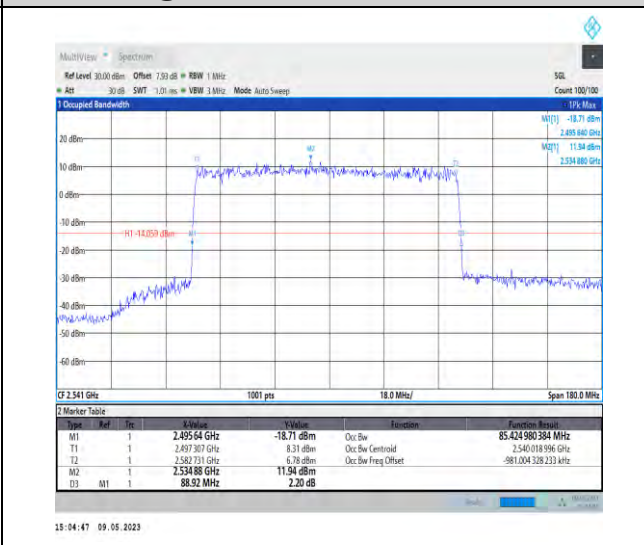 MultiView Spectrum
Ref Level 30.00 dBm Offset 7.93 dB RBW 1 MHz SGL
Att 30 dB SWT 1.01 ms VBW 3 MHz Mode Auto Sweep Count 100/100
1 Occupied Bandwidth 1Pk Max
M1[1] -18.71 dBm
2.495 640 GHz
M2[1] 11.94 dBm
2.534 880 GHz
20 dBm
M2
T1
T2
10 dBm
0 dBm
-10 dBm
H1 -14.059 dBm
M1
D3
-20 dBm
-30 dBm
-40 dBm
-50 dBm
-60 dBm
CF 2.541 GHz 1001 pts 18.0 MHz/ Span 180.0 MHz
2 Marker Table
Type Ref Trc X-Value Y-Value Function Function Result
M1 1 2.49564 GHz -18.71 dBm Occ Bw 85.424 980 384 MHz
T1 1 2.497 307 GHz 8.31 dBm Occ Bw Centroid 2.540 018 996 GHz
T2 1 2.582 731 GHz 6.78 dBm Occ Bw Freq Offset -981.004 328 233 kHz
M2 1 2.534 88 GHz 11.94 dBm
D3 M1 1 88.92 MHz 2.20 dB
15:04:47 09.05.2023